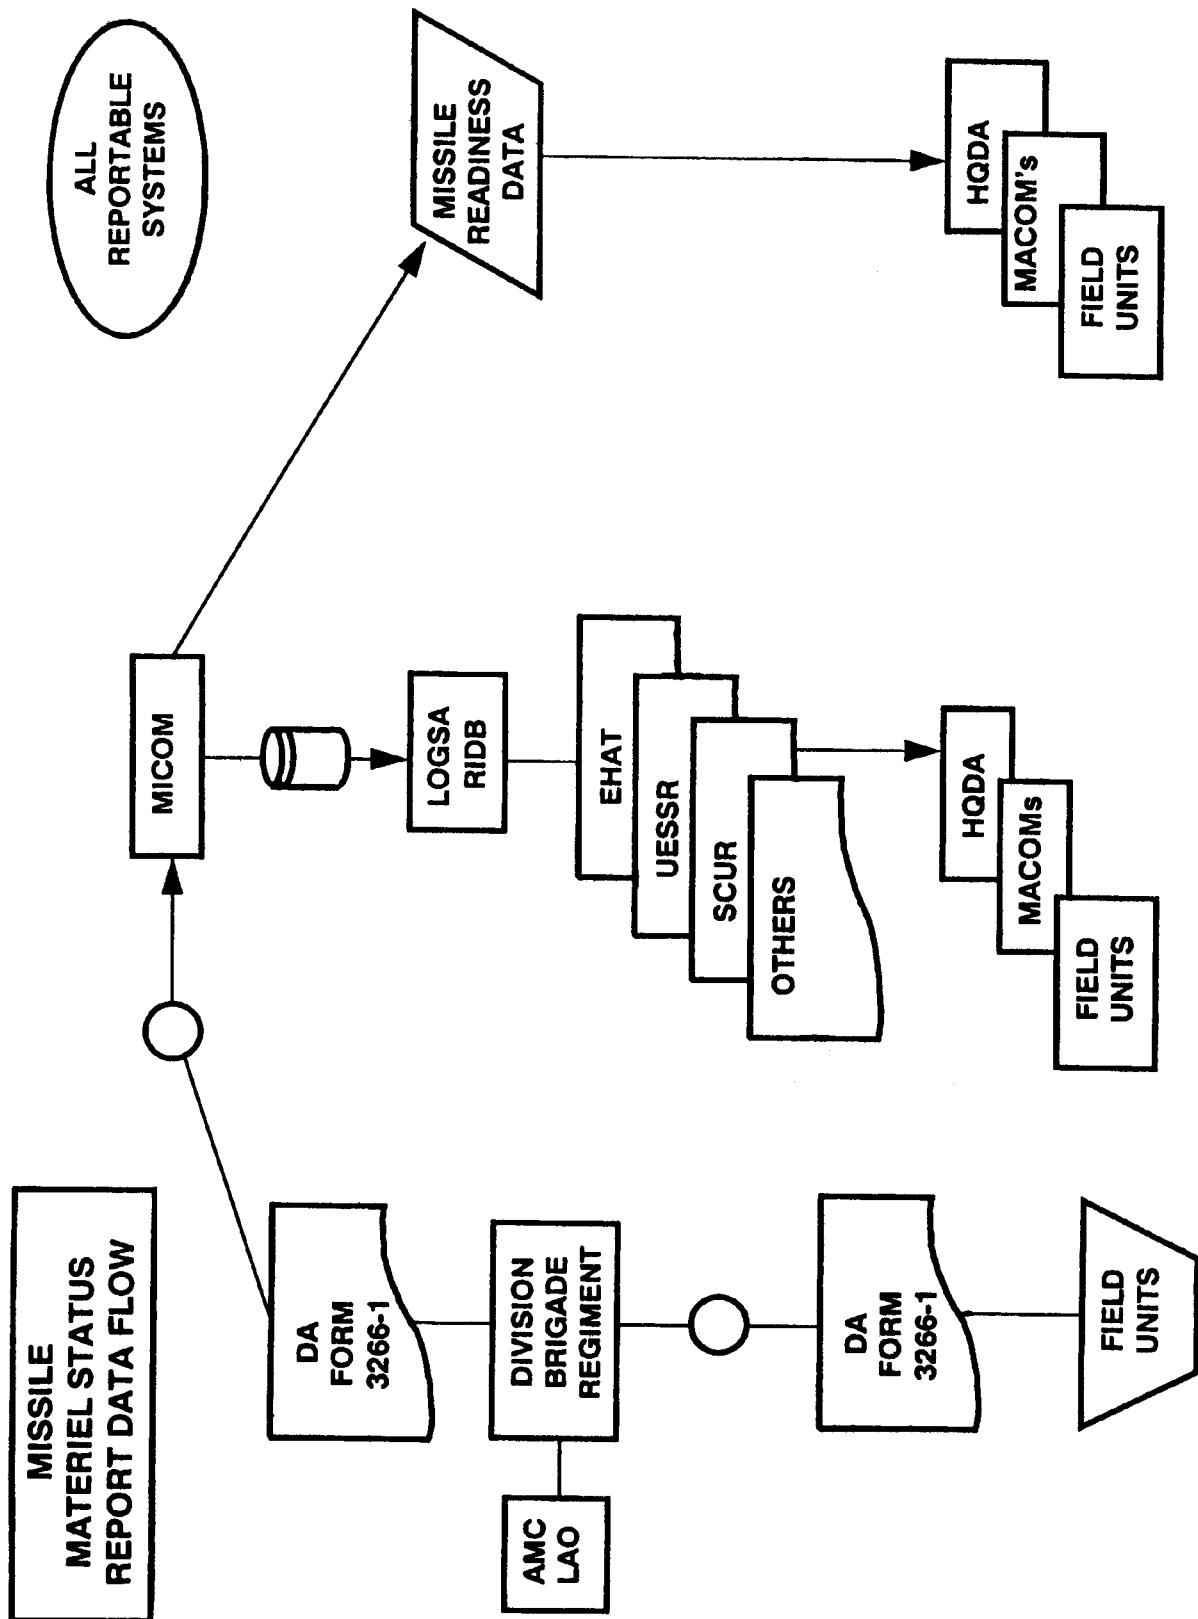 MISSILE
MATERIEL STATUS
REPORT DATA FLOW
ALL
REPORTABLE
SYSTEMS
MICOM
DA
FORM
3266-1
LOGSA
RIDB
MISSILE
READINESS
DATA
AMC
LAO
DIVISION
BRIGADE
REGIMENT
EHAT
UESSR
SCUR
OTHERS
DA
FORM
3266-1
FIELD
UNITS
HQDA
MACOMs
FIELD
UNITS
HQDA
MACOM's
FIELD
UNITS